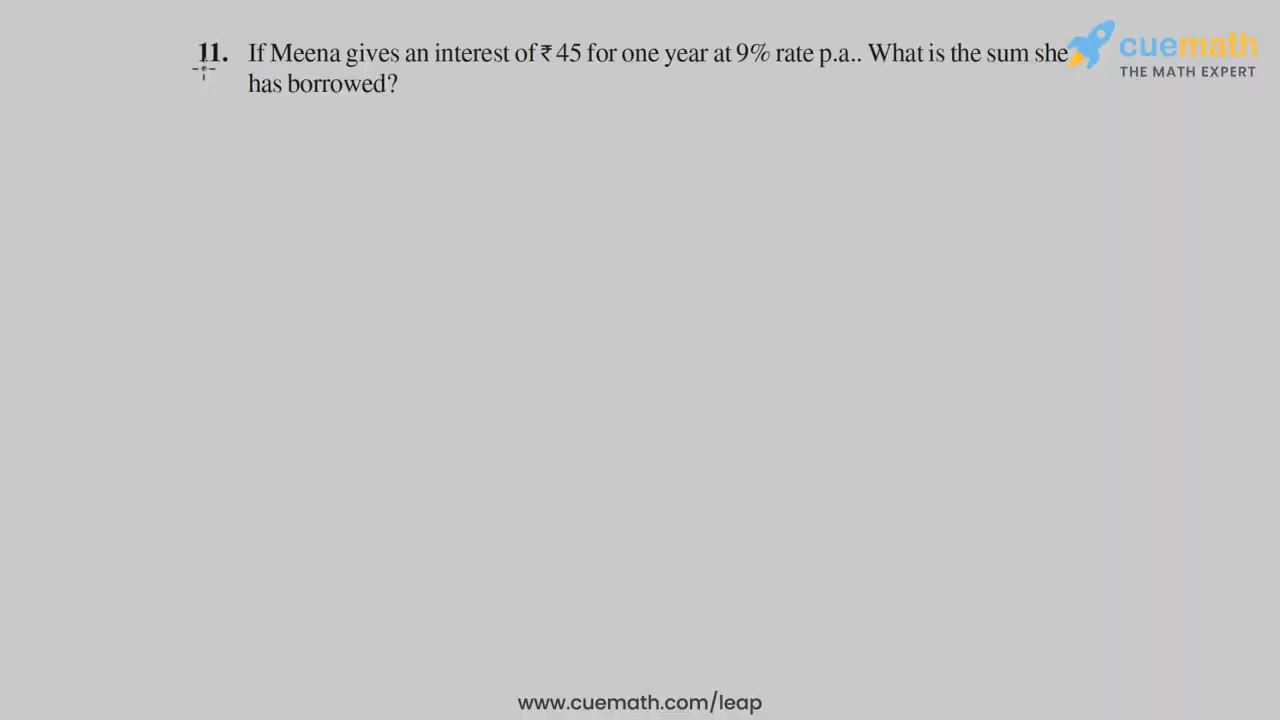 11. If Meena gives an interest of ₹ 45 for one year at 9% rate p.a.. What is the sum she
has borrowed?
cuemath
THE MATH EXPERT
www.cuemath.com/leap